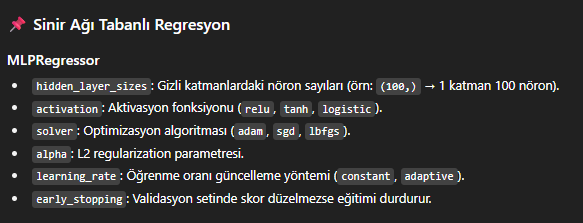 📌 Sinir Ağı Tabanlı Regresyon
MLPRegressor
• hidden_layer_sizes: Gizli katmanlardaki nöron sayıları (örn: (100,) → 1 katman 100 nöron).
• activation: Aktivasyon fonksiyonu (relu, tanh, logistic).
• solver: Optimizasyon algoritması (adam, sgd, lbfgs).
• alpha: L2 regularization parametresi.
• learning_rate: Öğrenme oranı güncelleme yöntemi (constant, adaptive).
• early_stopping: Validasyon setinde skor düzelmezse eğitimi durdurur.